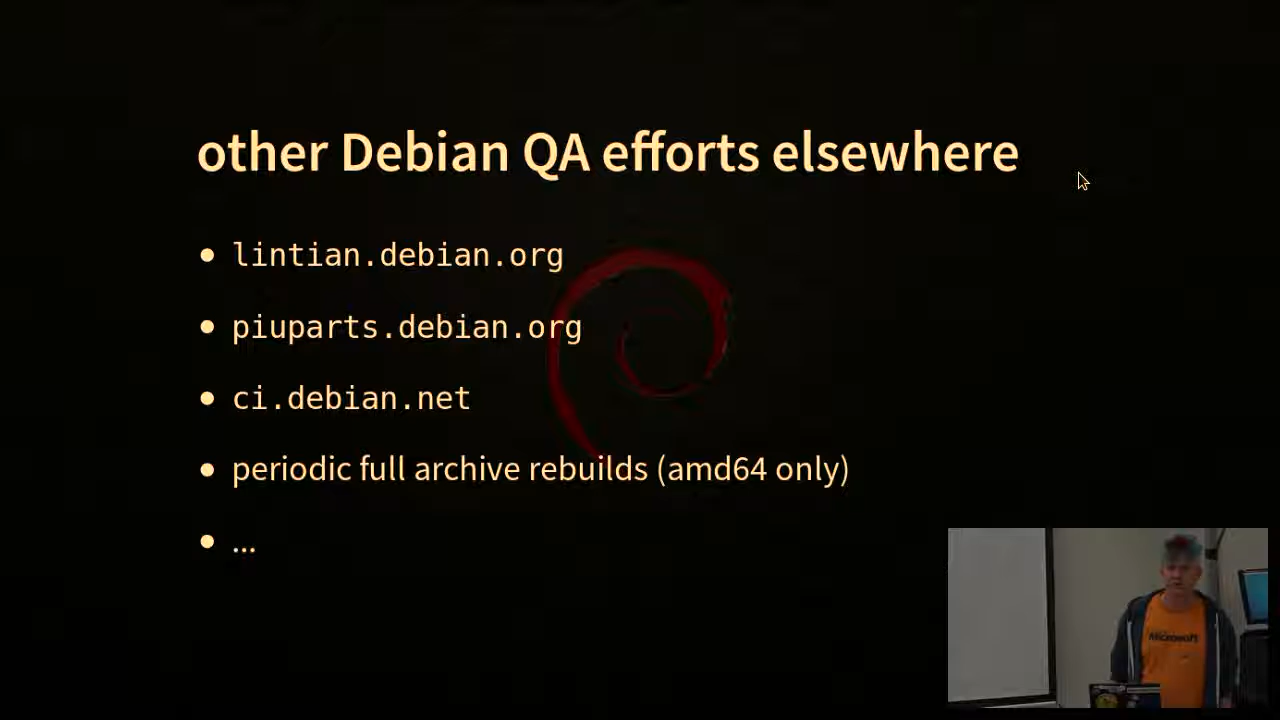 other Debian QA efforts elsewhere
• lintian.debian.org
• piuparts.debian.org
• ci.debian.net
• periodic full archive rebuilds (amd64 only)
• ...
Microsoft